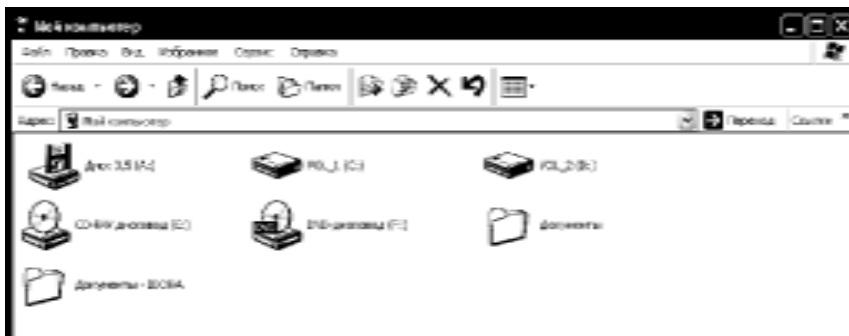 Мой компьютер
Файл Правка Вид Избранное Сервис Справка
Назад Поиск Папки
Адрес: Мой компьютер Переход Ссылки »
Диск 3,5 (A:) VOL_1 (C:) VOL_2 (D:)
CD-RW дисковод (E:) DVD-дисковод (F:) Документы
Документы -